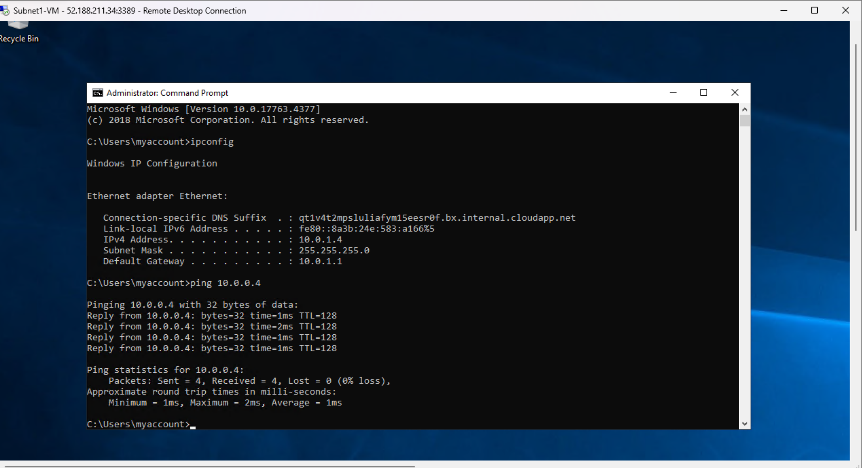 Subnet1-VM - 52.188.211.34:3389 - Remote Desktop Connection
Recycle Bin
Administrator: Command Prompt
Microsoft Windows [Version 10.0.17763.4377]
(c) 2018 Microsoft Corporation. All rights reserved.
C:\Users\myaccount>ipconfig
Windows IP Configuration
Ethernet adapter Ethernet:
Connection-specific DNS Suffix  . : qt1v4t2mpsluliafym15eesr0f.bx.internal.cloudapp.net
Link-local IPv6 Address . . . . . : fe80::8a3b:24e:583:a166%5
IPv4 Address. . . . . . . . . . . : 10.0.1.4
Subnet Mask . . . . . . . . . . . : 255.255.255.0
Default Gateway . . . . . . . . . : 10.0.1.1
C:\Users\myaccount>ping 10.0.0.4
Pinging 10.0.0.4 with 32 bytes of data:
Reply from 10.0.0.4: bytes=32 time=1ms TTL=128
Reply from 10.0.0.4: bytes=32 time=2ms TTL=128
Reply from 10.0.0.4: bytes=32 time=1ms TTL=128
Reply from 10.0.0.4: bytes=32 time=1ms TTL=128
Ping statistics for 10.0.0.4:
Packets: Sent = 4, Received = 4, Lost = 0 (0% loss),
Approximate round trip times in milli-seconds:
Minimum = 1ms, Maximum = 2ms, Average = 1ms
C:\Users\myaccount>